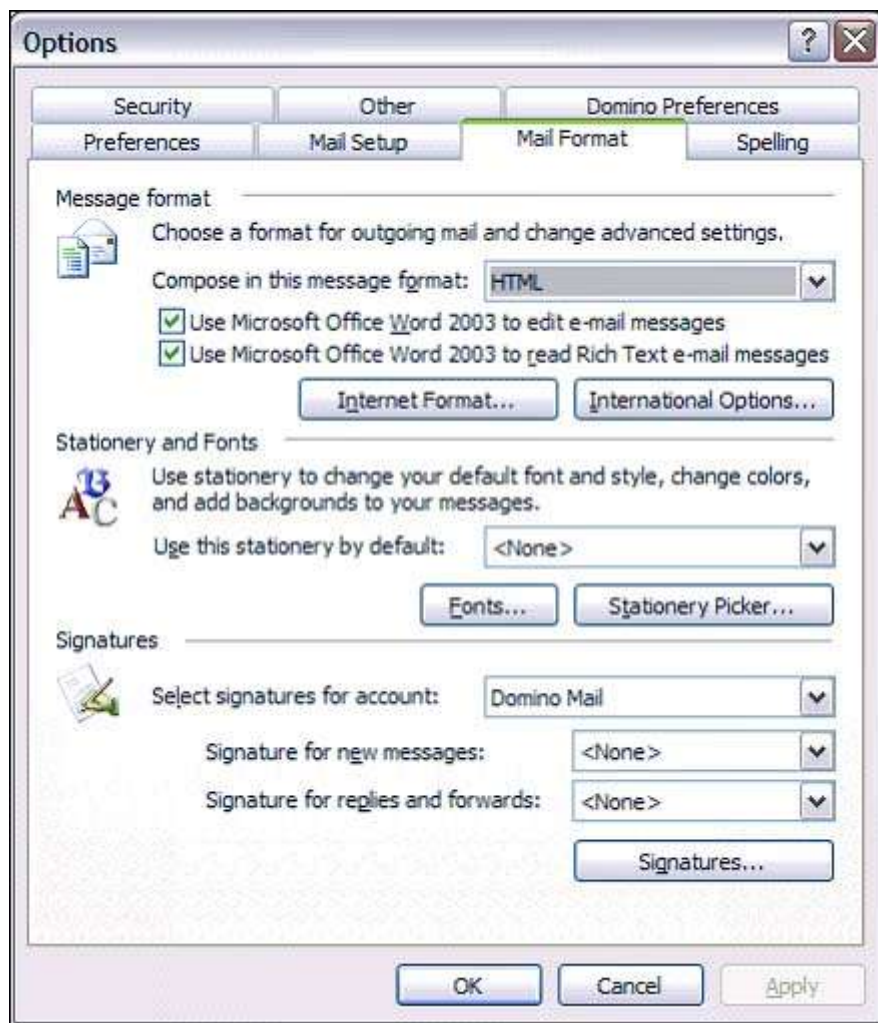 Options
Security Other Domino Preferences
Preferences Mail Setup Mail Format Spelling
Message format
Choose a format for outgoing mail and change advanced settings.
Compose in this message format: HTML
Use Microsoft Office Word 2003 to edit e-mail messages
Use Microsoft Office Word 2003 to read Rich Text e-mail messages
Internet Format... International Options...
Stationery and Fonts
Use stationery to change your default font and style, change colors,
and add backgrounds to your messages.
Use this stationery by default: <None>
Fonts... Stationery Picker...
Signatures
Select signatures for account: Domino Mail
Signature for new messages: <None>
Signature for replies and forwards: <None>
Signatures...
OK Cancel Apply